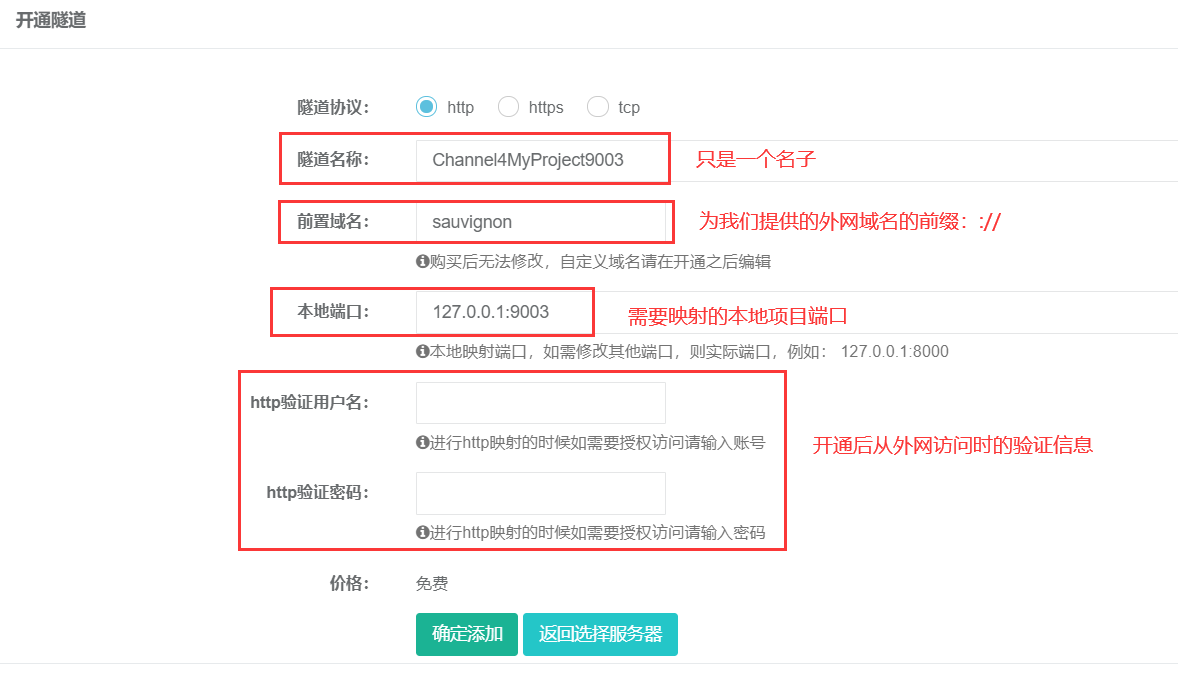 开通隧道
隧道协议： http https tcp
隧道名称： Channel4MyProject9003 只是一个名子
前置域名： sauvignon 为我们提供的外网域名的前缀：://
购买后无法修改，自定义域名请在开通之后编辑
本地端口： 127.0.0.1:9003 需要映射的本地项目端口
本地映射端口，如需修改其他端口，则实际端口，例如： 127.0.0.1:8000
http验证用户名：
进行http映射的时候如需要授权访问请输入账号
开通后从外网访问时的验证信息
http验证密码：
进行http映射的时候如需要授权访问请输入密码
价格： 免费
确定添加 返回选择服务器